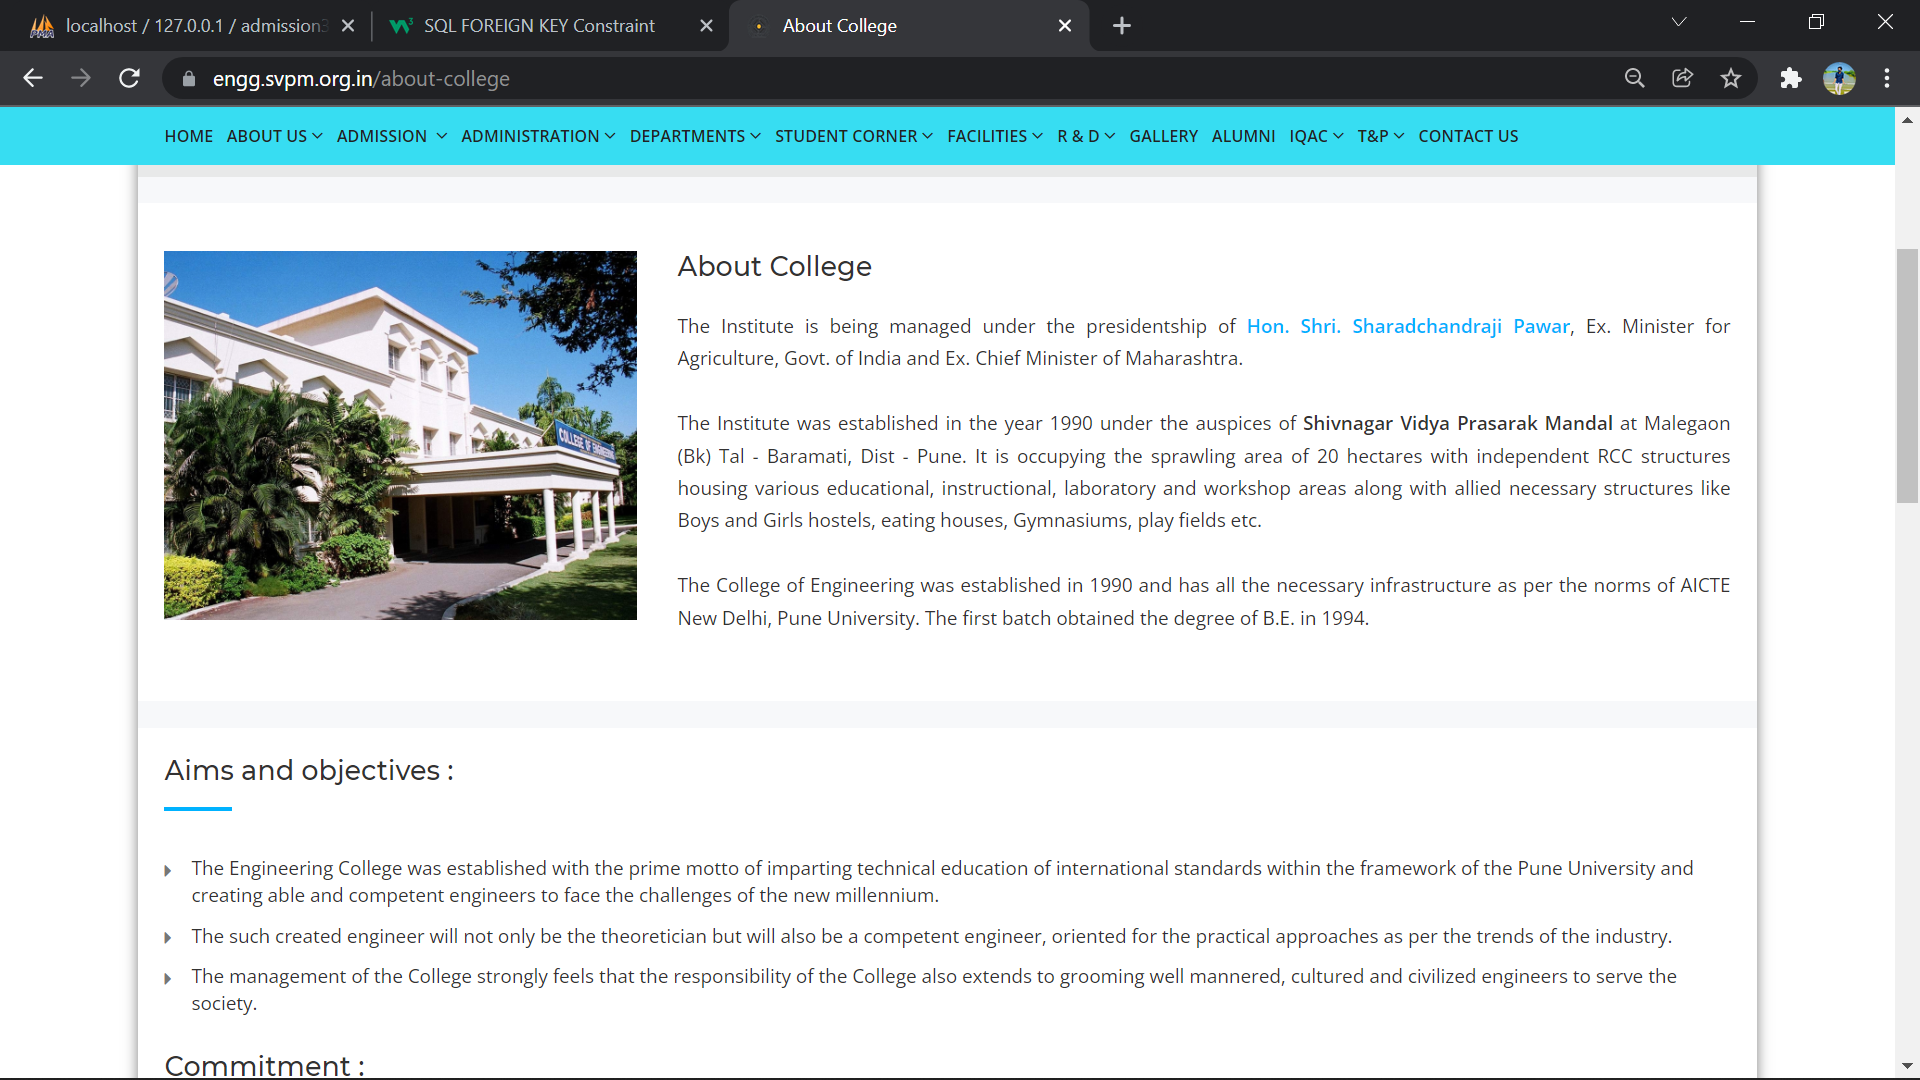 localhost / 127.0.0.1 / admission3
SQL FOREIGN KEY Constraint
About College
engg.svpm.org.in/about-college
HOME ABOUT US ADMISSION ADMINISTRATION DEPARTMENTS STUDENT CORNER FACILITIES R & D GALLERY ALUMNI IQAC T&P CONTACT US
COLLEGE OF ENGINEERING
About College
The Institute is being managed under the presidentship of Hon. Shri. Sharadchandraji Pawar, Ex. Minister for
Agriculture, Govt. of India and Ex. Chief Minister of Maharashtra.
The Institute was established in the year 1990 under the auspices of Shivnagar Vidya Prasarak Mandal at Malegaon
(Bk) Tal - Baramati, Dist - Pune. It is occupying the sprawling area of 20 hectares with independent RCC structures
housing various educational, instructional, laboratory and workshop areas along with allied necessary structures like
Boys and Girls hostels, eating houses, Gymnasiums, play fields etc.
The College of Engineering was established in 1990 and has all the necessary infrastructure as per the norms of AICTE
New Delhi, Pune University. The first batch obtained the degree of B.E. in 1994.
Aims and objectives :
The Engineering College was established with the prime motto of imparting technical education of international standards within the framework of the Pune University and
creating able and competent engineers to face the challenges of the new millennium.
The such created engineer will not only be the theoretician but will also be a competent engineer, oriented for the practical approaches as per the trends of the industry.
The management of the College strongly feels that the responsibility of the College also extends to grooming well mannered, cultured and civilized engineers to serve the
society.
Commitment :